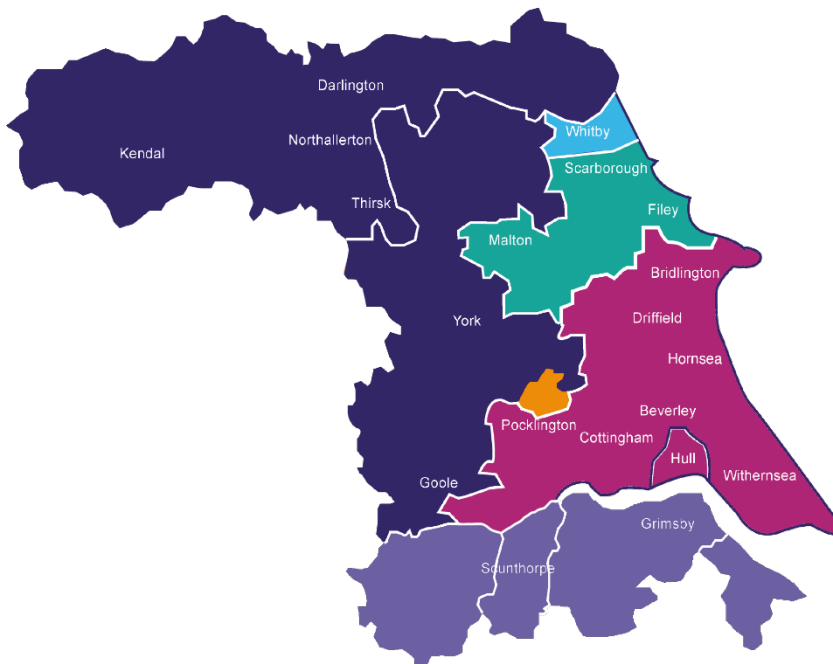 Darlington
Whitby
Northallerton
Kendal
Scarborough
Thirsk
Filey
Malton
Bridlington
York
Driffield
Hornsea
Beverley
Pocklington
Cottingham
Hull
Withernsea
Goole
Grimsby
Scunthorpe